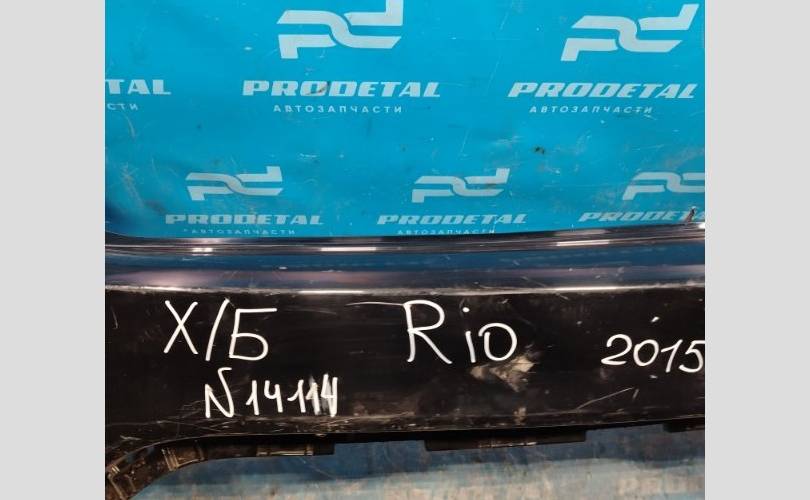 PRODETAL PRODETAL
АВТОЗАПЧАСТИ АВТОЗАПЧАСТИ
PRODETAL PRODETAL PRODETAL
АВТОЗАПЧАСТИ АВТОЗАПЧАСТИ
Х/Б Rio 2015
N14114